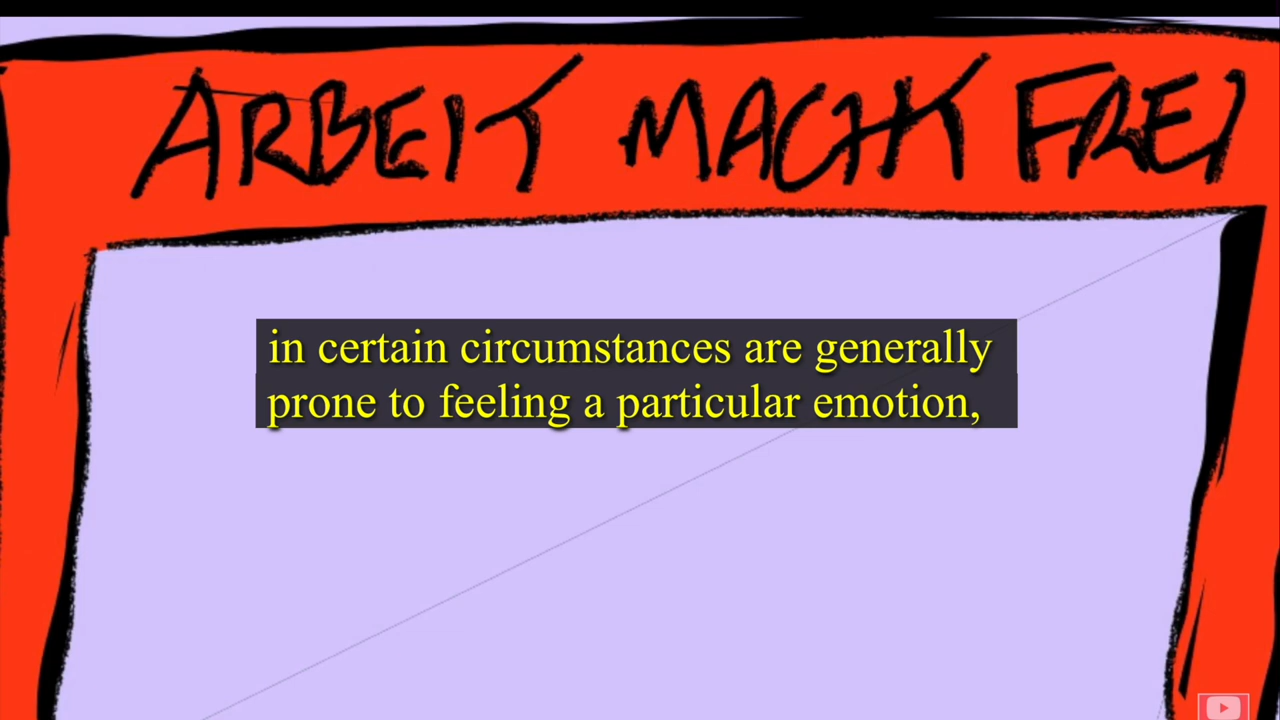 ARBEIT MACHT FREI
in certain circumstances are generally
prone to feeling a particular emotion,